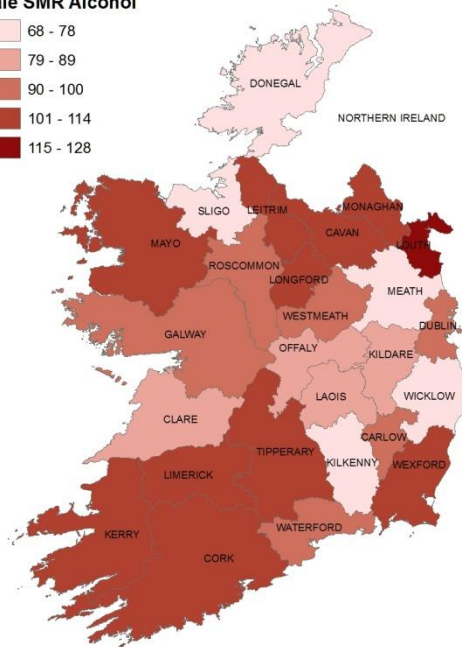 ale SMR Alcohol
68 - 78
79 - 89
90 - 100
101 - 114
115 - 128
DONEGAL
NORTHERN IRELAND
SLIGO
LEITRIM
MONAGHAN
CAVAN
LOUTH
MAYO
ROSCOMMON
LONGFORD
MEATH
WESTMEATH
DUBLIN
GALWAY
OFFALY
KILDARE
LAOIS
WICKLOW
CLARE
CARLOW
TIPPERARY
KILKENNY
WEXFORD
LIMERICK
WATERFORD
KERRY
CORK